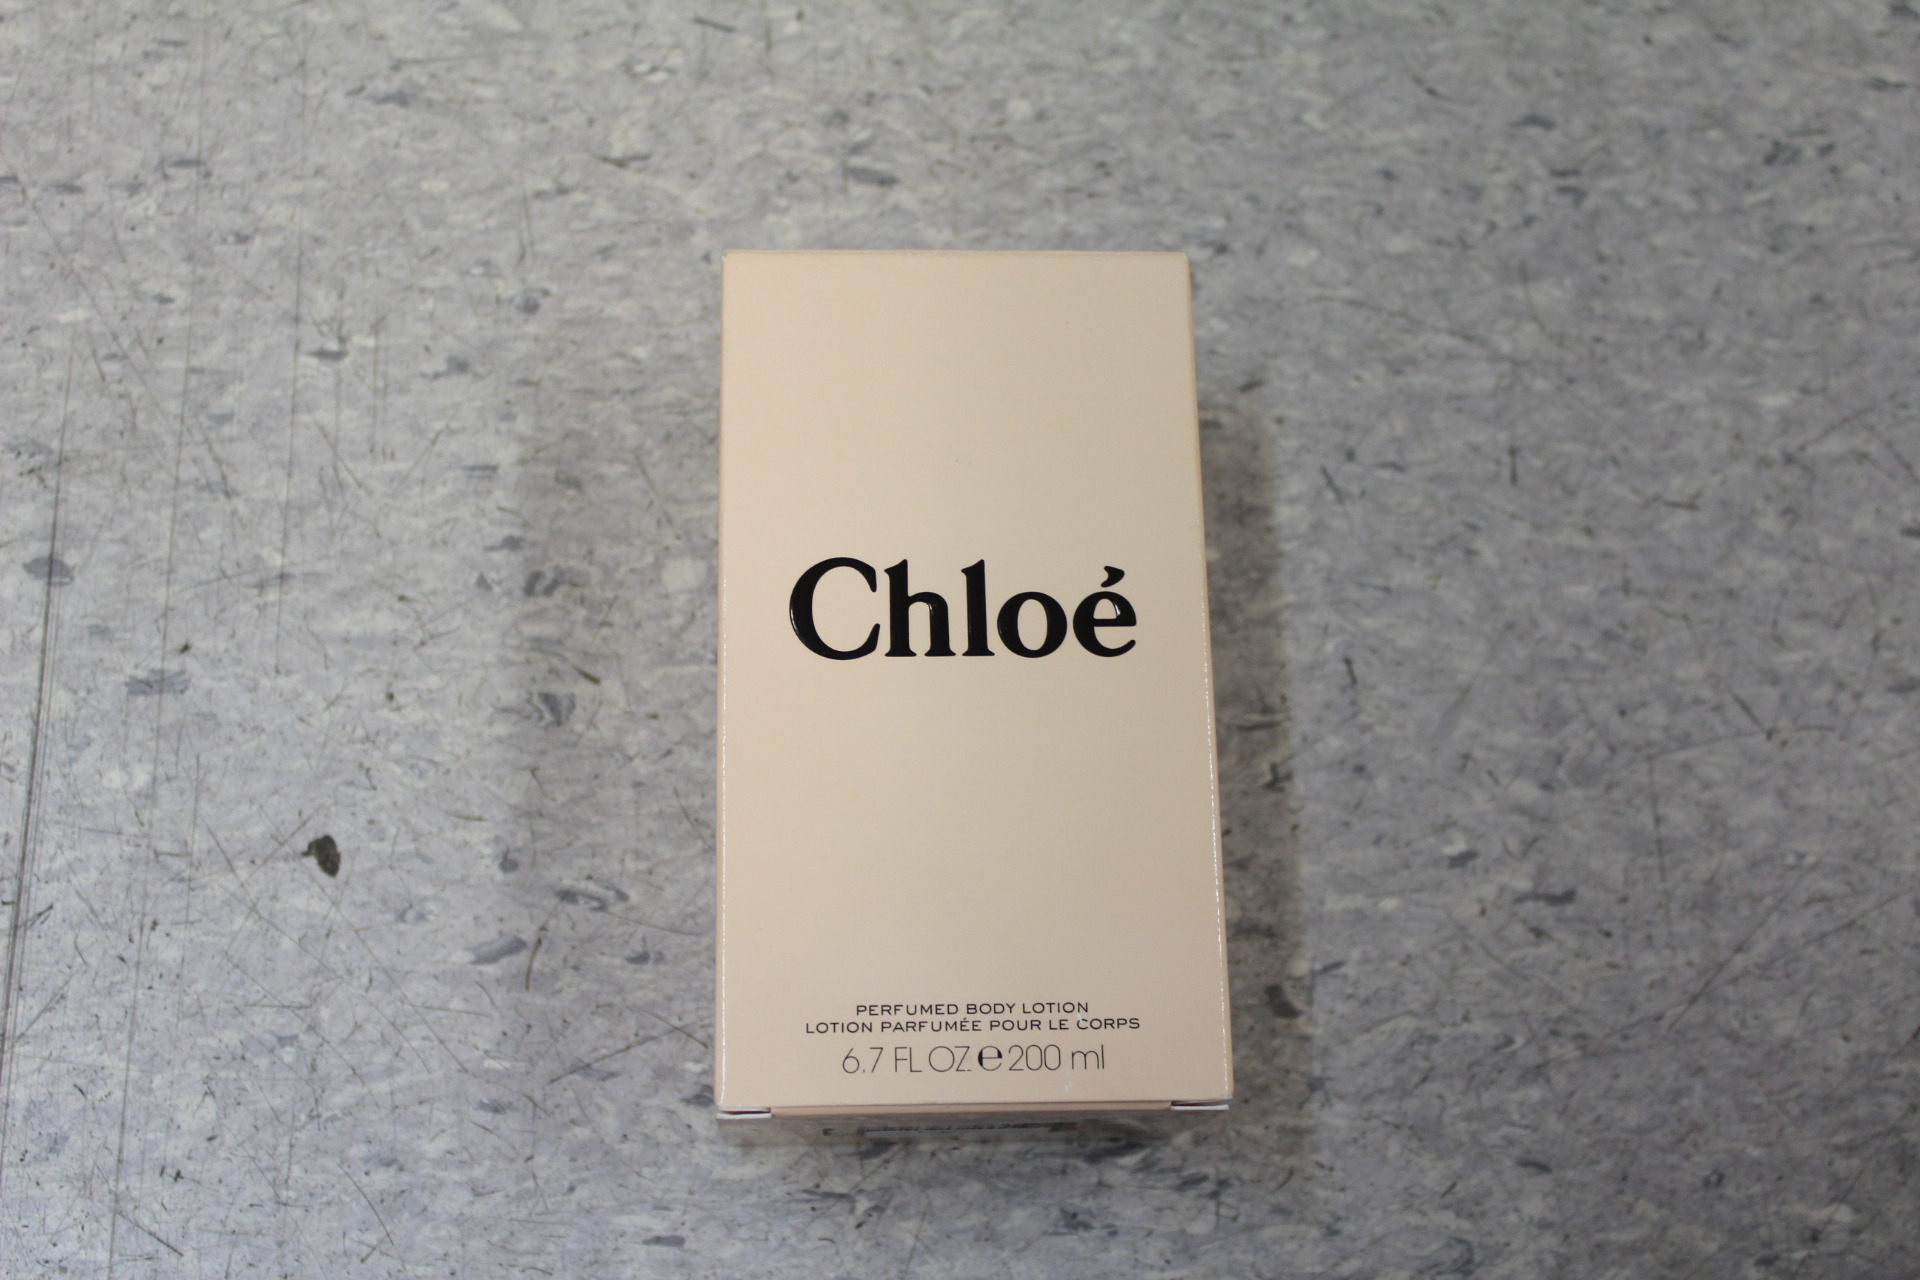 Chloé
PERFUMED BODY LOTION
LOTION PARFUMÉE POUR LE CORPS
6.7 FL OZ. ℮ 200 ml